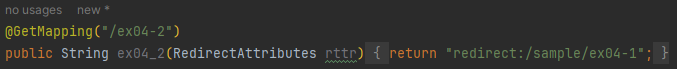 no usages   new *
@GetMapping("/ex04-2")
public String ex04_2(RedirectAttributes rttr) { return "redirect:/sample/ex04-1"; }